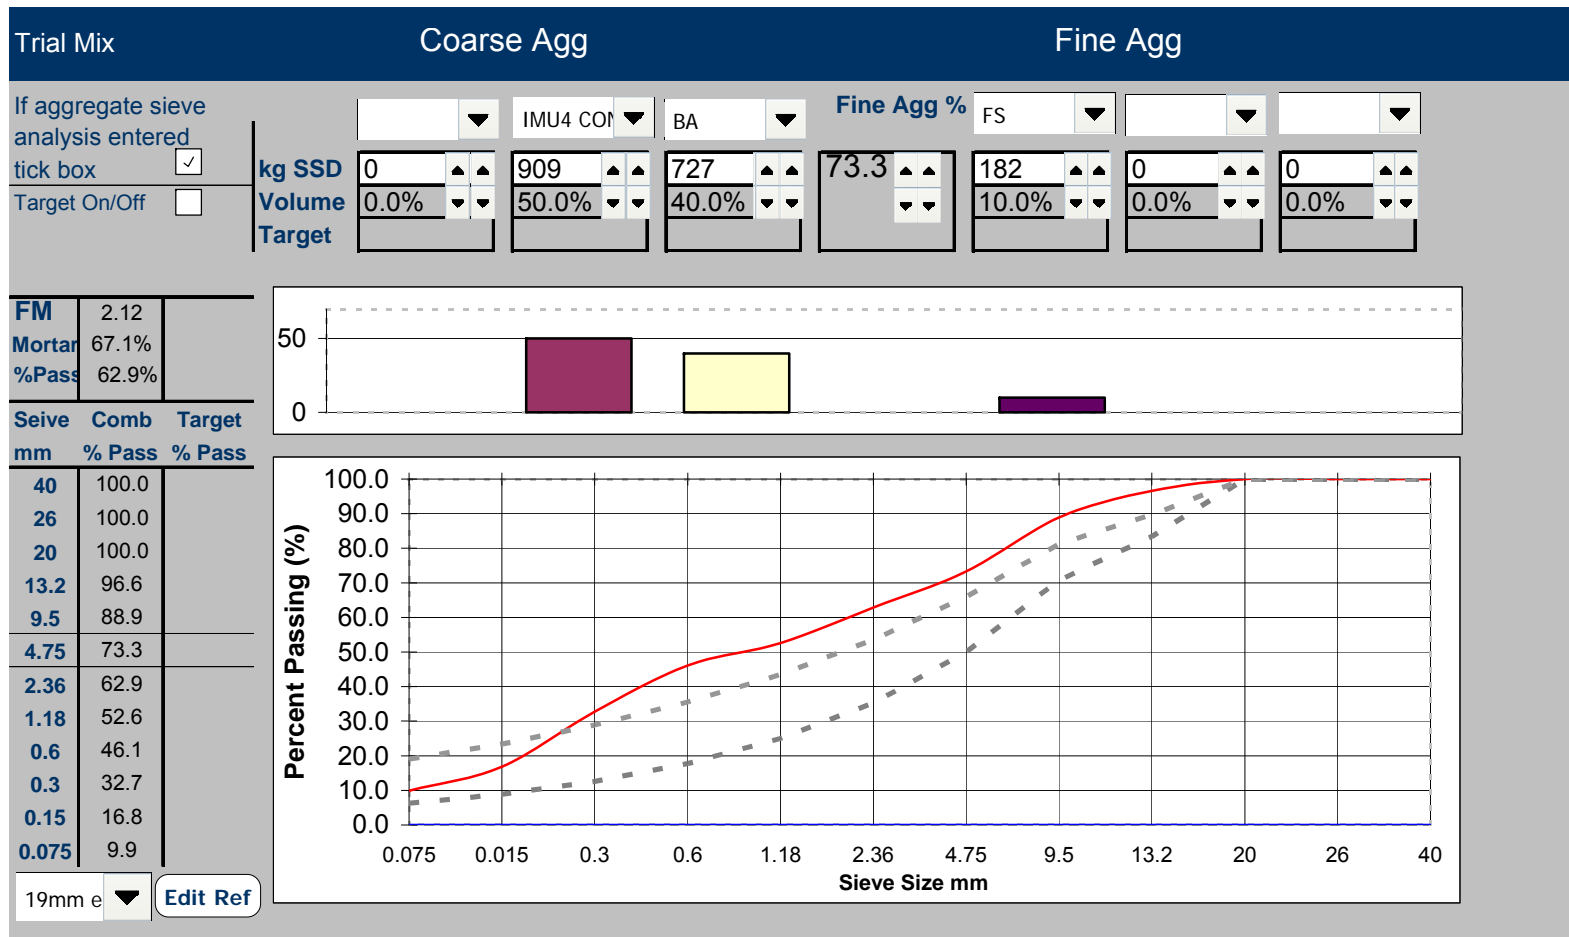 Trial Mix Coarse Agg Fine Agg
If aggregate sieve
analysis entered
tick box
Target On/Off
IMU4 CON BA Fine Agg % FS
kg SSD 0 909 727 73.3 182 0 0
Volume 0.0% 50.0% 40.0% 10.0% 0.0% 0.0%
Target
FM 2.12
Mortar 67.1%
%Pass 62.9%
Seive Comb Target
mm % Pass % Pass
40 100.0
26 100.0
20 100.0
13.2 96.6
9.5 88.9
4.75 73.3
2.36 62.9
1.18 52.6
0.6 46.1
0.3 32.7
0.15 16.8
0.075 9.9
19mm e Edit Ref
50
0
Percent Passing (%)
100.0
90.0
80.0
70.0
60.0
50.0
40.0
30.0
20.0
10.0
0.0
0.075 0.015 0.3 0.6 1.18 2.36 4.75 9.5 13.2 20 26 40
Sieve Size mm